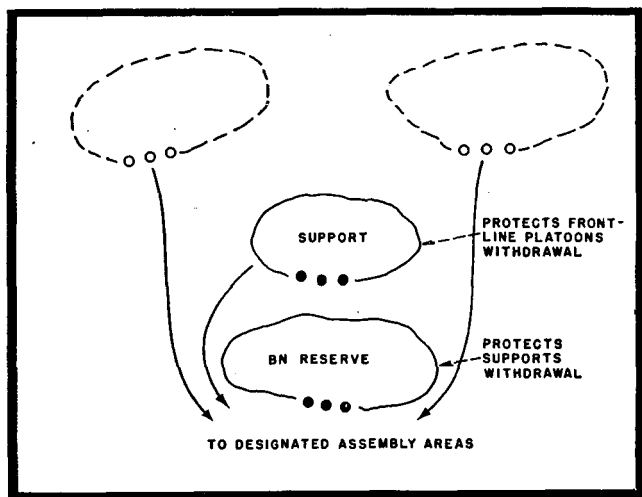 SUPPORT
PROTECTS FRONT-
LINE PLATOONS
WITHDRAWAL
BN RESERVE
PROTECTS
SUPPORTS
WITHDRAWAL
TO DESIGNATED ASSEMBLY AREAS